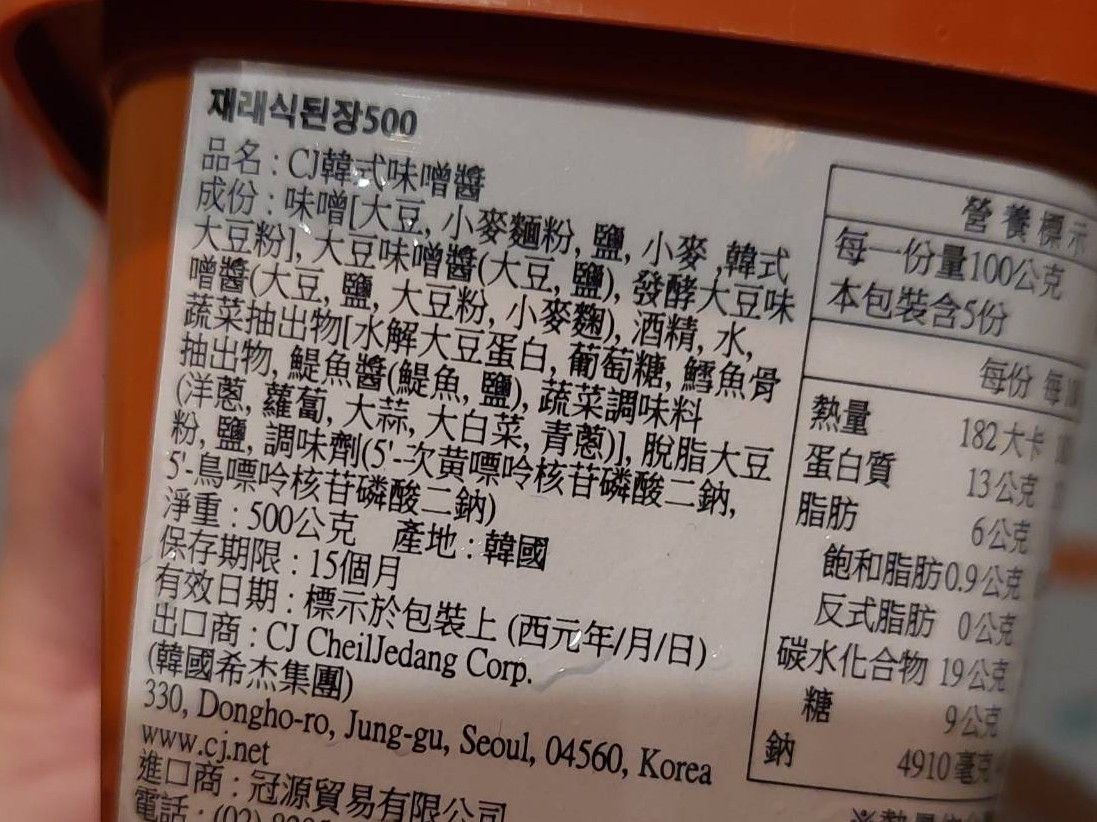 재래식된장500
品名:CJ韓式味噌醬
成份:味噌[大豆, 小麥麵粉, 鹽, 小麥,韓式
大豆粉], 大豆味噌醬(大豆, 鹽), 發酵大豆味
噌醬(大豆, 鹽, 大豆粉, 小麥麴), 酒精, 水,
蔬菜抽出物[水解大豆蛋白, 葡萄糖, 鱈魚骨
抽出物, 鯷魚醬(鯷魚, 鹽), 蔬菜調味料
(洋蔥, 蘿蔔, 大蒜, 大白菜, 青蔥)], 脫脂大豆
粉, 鹽, 調味劑(5'-次黃嘌呤核苷磷酸二鈉,
5'-鳥嘌呤核苷磷酸二鈉)
淨重:500公克 產地:韓國
保存期限:15個月
有效日期:標示於包裝上 (西元年/月/日)
出口商:CJ CheilJedang Corp.
(韓國希杰集團)
330, Dongho-ro, Jung-gu, Seoul, 04560, Korea
www.cj.net
進口商:冠源貿易有限公司
電話:(02)
營養標示
每一份量100公克
本包裝含5份
每份 每
熱量 182大卡
蛋白質 13公克
脂肪 6公克
飽和脂肪 0.9公克
反式脂肪 0公克
碳水化合物 19公克
糖 9公克
鈉 4910毫克